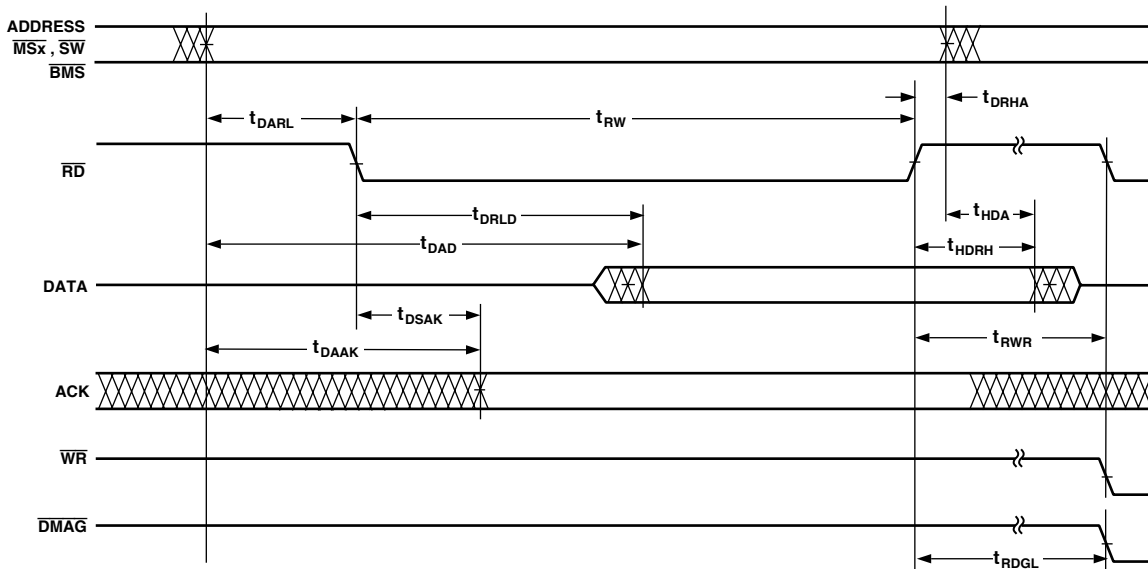 ADDRESS
MSx , SW
BMS
tDRHA
tDARL
tRW
RD
tHDA
tDRLD
tHDRH
tDAD
DATA
tDSAK
tRWR
tDAAK
ACK
WR
DMAG
tRDGL